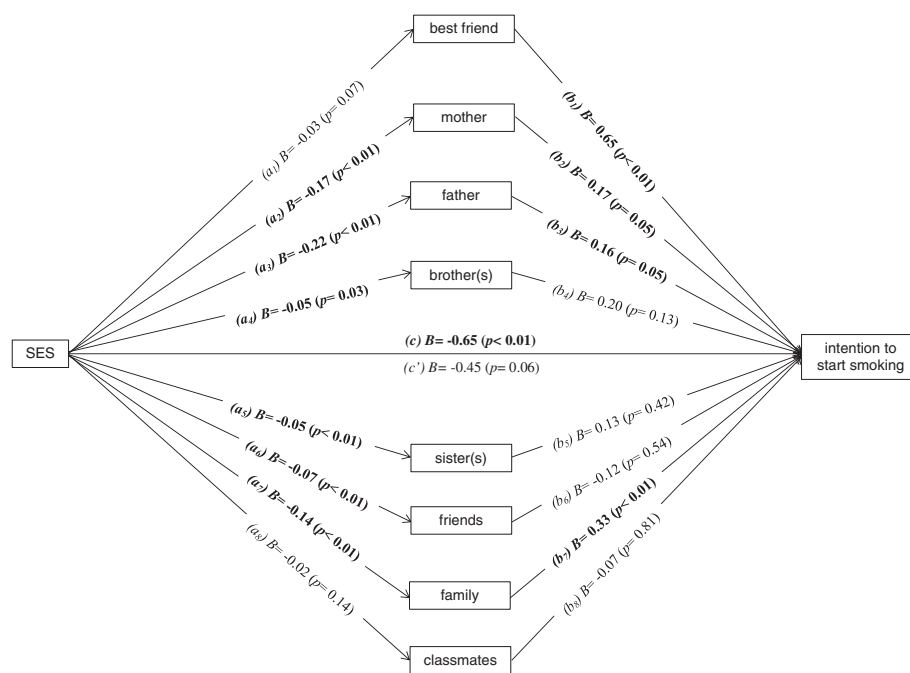 best friend
(a1) B= -0.03 (p= 0.07)
(b1) B= 0.65 (p< 0.01)
mother
(a2) B= -0.17 (p< 0.01)
(b2) B= 0.17 (p= 0.05)
father
(a3) B= -0.22 (p< 0.01)
(b3) B= 0.16 (p= 0.05)
brother(s)
(a4) B= -0.05 (p= 0.03)
(b4) B= 0.20 (p= 0.13)
SES
(c) B= -0.65 (p< 0.01)
(c') B= -0.45 (p= 0.06)
intention to
start smoking
(a5) B= -0.05 (p< 0.01)
sister(s)
(b5) B= 0.13 (p= 0.42)
(a6) B= -0.07 (p< 0.01)
friends
(b6) B= -0.12 (p= 0.54)
(a7) B= -0.14 (p< 0.01)
family
(b7) B= 0.33 (p< 0.01)
(a8) B= -0.02 (p= 0.14)
classmates
(b8) B= -0.07 (p= 0.81)